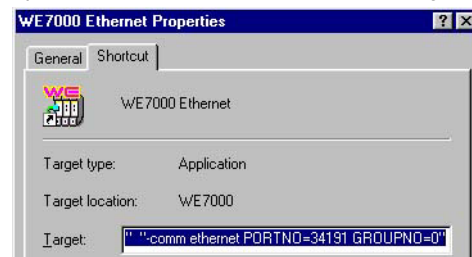 WE7000 Ethernet Properties
General Shortcut
WE
WE7000 Ethernet
Target type: Application
Target location: WE7000
Target: " "-comm ethernet PORTNO=34191 GROUPNO=0"